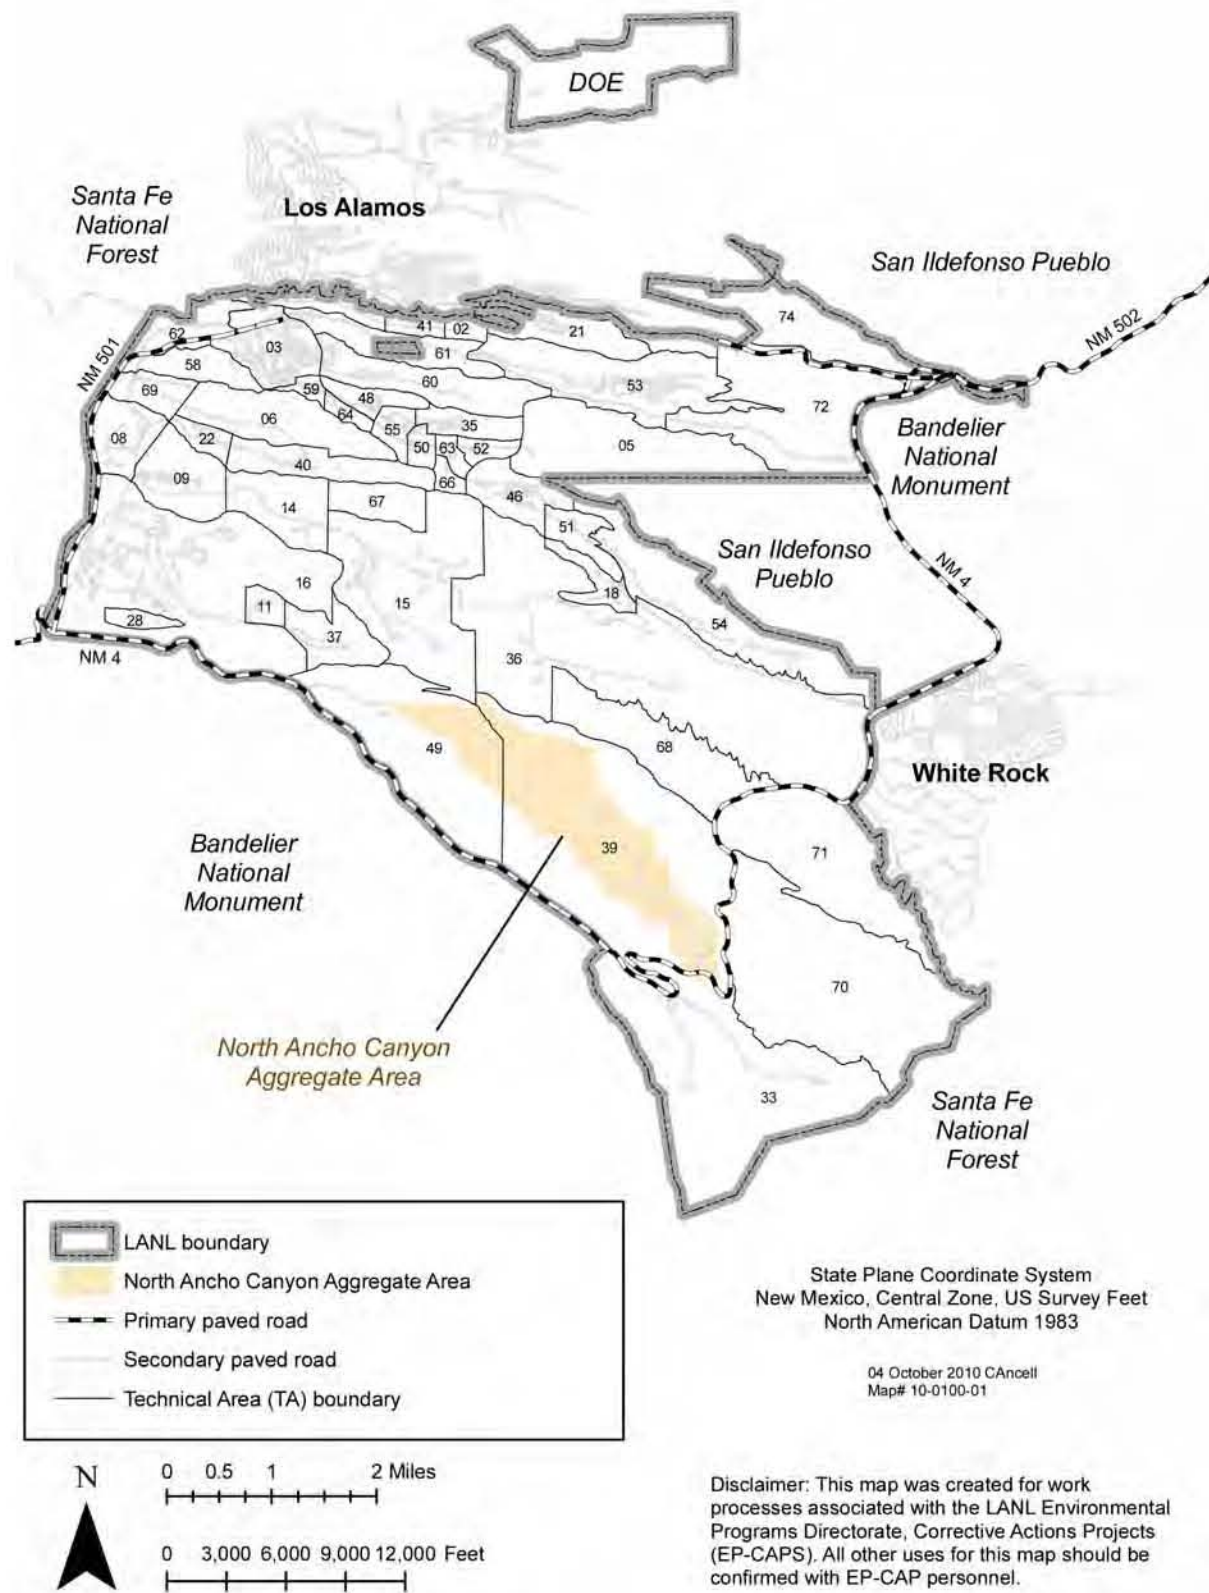 DOE
Santa Fe
National
Forest
Los Alamos
San Ildefonso Pueblo
74
NM 502
NM 501
62
03
41
02
21
61
58
60
53
72
69
59
48
64
06
55
35
08
22
50
63
52
05
40
09
66
Bandelier
National
Monument
14
67
46
51
San Ildefonso
Pueblo
NM 4
16
11
15
18
54
28
37
NM 4
36
49
68
White Rock
39
71
Bandelier
National
Monument
70
North Ancho Canyon
Aggregate Area
33
Santa Fe
National
Forest
LANL boundary
North Ancho Canyon Aggregate Area
Primary paved road
Secondary paved road
Technical Area (TA) boundary
State Plane Coordinate System
New Mexico, Central Zone, US Survey Feet
North American Datum 1983
04 October 2010 CAncell
Map# 10-0100-01
N
0 0.5 1 2 Miles
0 3,000 6,000 9,000 12,000 Feet
Disclaimer: This map was created for work
processes associated with the LANL Environmental
Programs Directorate, Corrective Actions Projects
(EP-CAPS). All other uses for this map should be
confirmed with EP-CAP personnel.